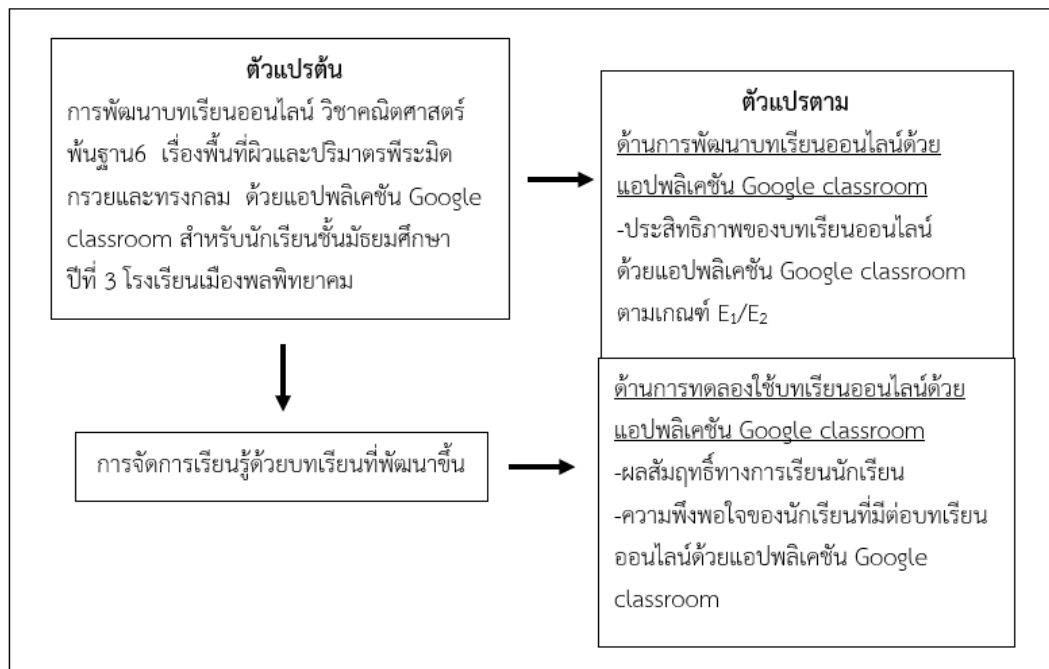 ตัวแปรต้น
การพัฒนาบทเรียนออนไลน์ วิชาคณิตศาสตร์
พ้นฐาน6 เรื่องพื้นที่ผิวและปริมาตรพีระมิด
กรวยและทรงกลม ด้วยแอปพลิเคชัน Google
classroom สำหรับนักเรียนชั้นมัธยมศึกษา
ปีที่ 3 โรงเรียนเมืองพลพิทยาคม
ตัวแปรตาม
ด้านการพัฒนาบทเรียนออนไลน์ด้วย
แอปพลิเคชัน Google classroom
-ประสิทธิภาพของบทเรียนออนไลน์
ด้วยแอปพลิเคชัน Google classroom
ตามเกณฑ์ E₁/E₂
การจัดการเรียนรู้ด้วยบทเรียนที่พัฒนาขึ้น
ด้านการทดลองใช้บทเรียนออนไลน์ด้วย
แอปพลิเคชัน Google classroom
-ผลสัมฤทธิ์ทางการเรียนนักเรียน
-ความพึงพอใจของนักเรียนที่มีต่อบทเรียน
ออนไลน์ด้วยแอปพลิเคชัน Google
classroom